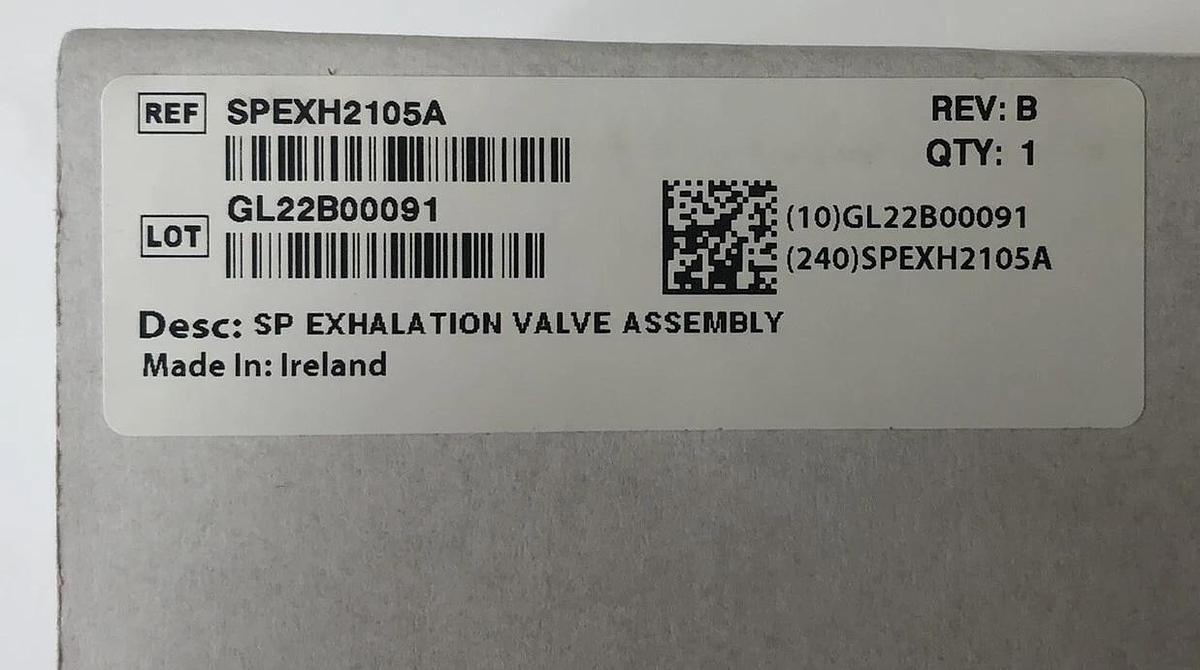 REF SPEXH2105A
REV: B
QTY: 1
LOT GL22B00091
(10)GL22B00091
(240)SPEXH2105A
Desc: SP EXHALATION VALVE ASSEMBLY
Made In: Ireland